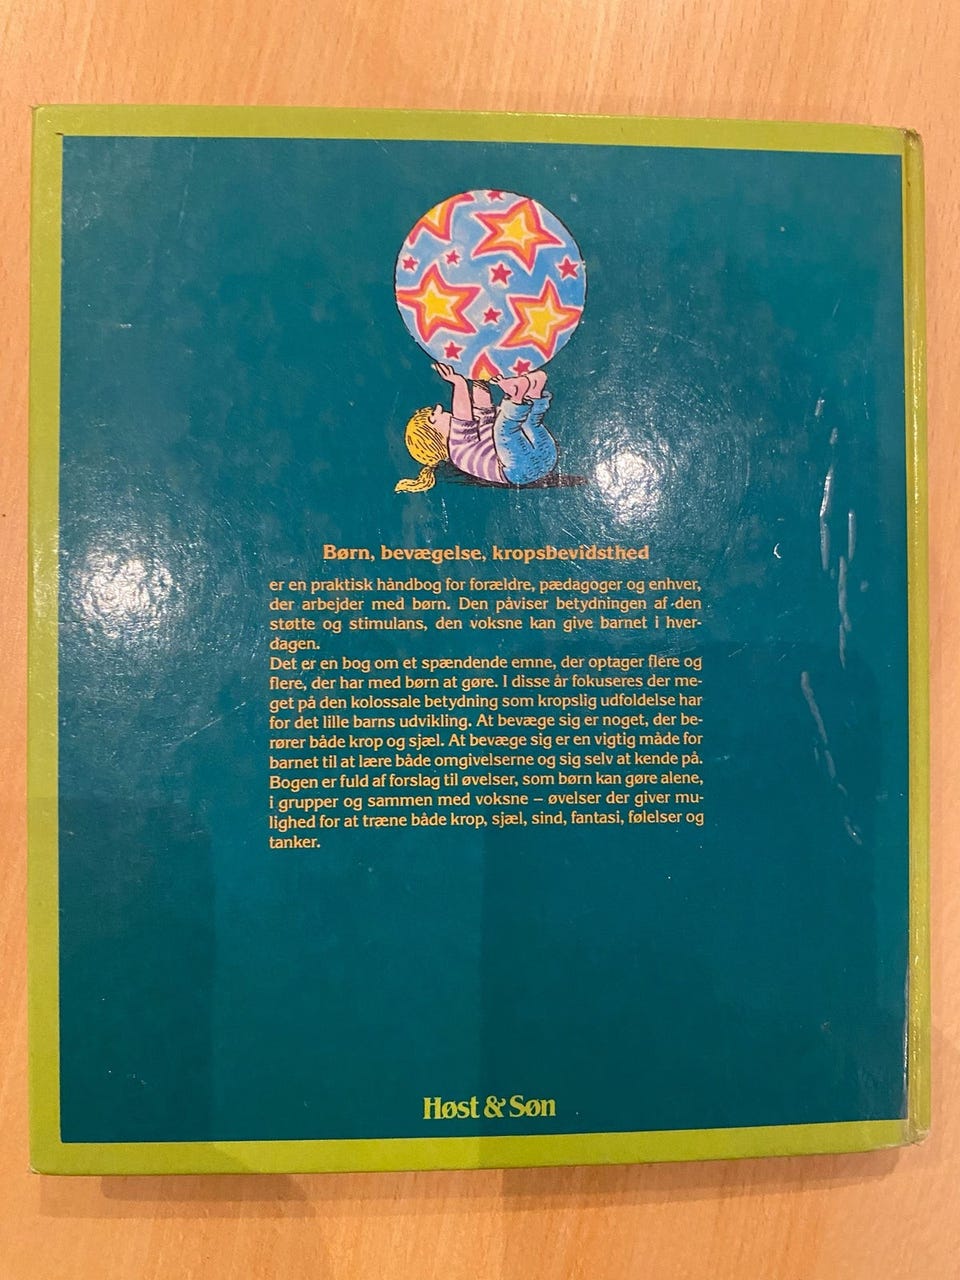 Børn, bevægelse, kropsbevidsthed
er en praktisk håndbog for forældre, pædagoger og enhver,
der arbejder med børn. Den påviser betydningen af den
støtte og stimulans, den voksne kan give barnet i hver-
dagen.
Det er en bog om et spændende emne, der optager flere og
flere, der har med børn at gøre. I disse år fokuseres der me-
get på den kolossale betydning som kropslig udfoldelse har
for det lille barns udvikling. At bevæge sig er noget, der be-
rører både krop og sjæl. At bevæge sig er en vigtig måde for
barnet til at lære både omgivelserne og sig selv at kende på.
Bogen er fuld af forslag til øvelser, som børn kan gøre alene,
i grupper og sammen med voksne – øvelser der giver mu-
lighed for at træne både krop, sjæl, sind, fantasi, følelser og
tanker.
Høst & Søn